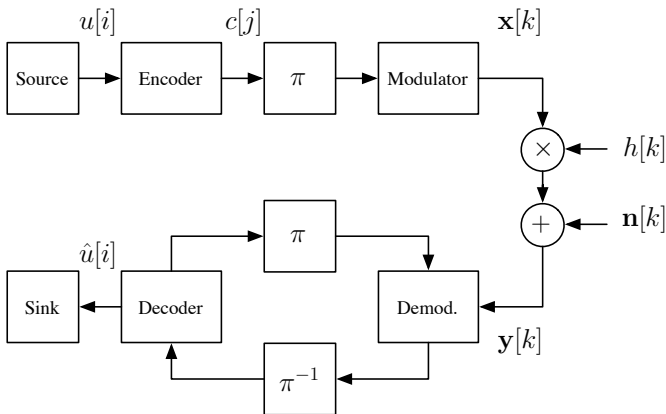 u[i]
c[j]
𝐱[k]
Source
Encoder
π
Modulator
×
h[k]
+
𝐧[k]
π
û[i]
Sink
Decoder
Demod.
𝐲[k]
π⁻¹